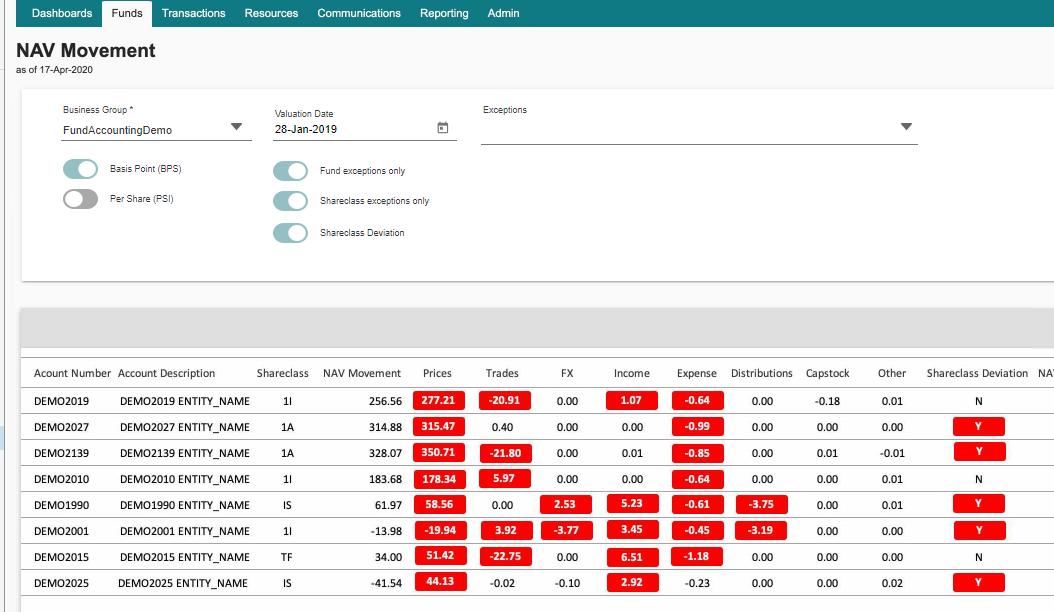 Dashboards Funds Transactions Resources Communications Reporting Admin
NAV Movement
as of 17-Apr-2020
Business Group * Valuation Date Exceptions
FundAccountingDemo 28-Jan-2019
Basis Point (BPS) Fund exceptions only
Per Share (PSI) Shareclass exceptions only
Shareclass Deviation
Acount Number Account Description Shareclass NAV Movement Prices Trades FX Income Expense Distributions Capstock Other Shareclass Deviation NAV
DEMO2019 DEMO2019 ENTITY_NAME 1I 256.56 277.21 -20.91 0.00 1.07 -0.64 0.00 -0.18 0.01 N
DEMO2027 DEMO2027 ENTITY_NAME 1A 314.88 315.47 0.40 0.00 0.00 -0.99 0.00 0.00 0.00 Y
DEMO2139 DEMO2139 ENTITY_NAME 1A 328.07 350.71 -21.80 0.00 0.01 -0.85 0.00 0.01 -0.01 Y
DEMO2010 DEMO2010 ENTITY_NAME 1I 183.68 178.34 5.97 0.00 0.00 -0.64 0.00 0.00 0.01 N
DEMO1990 DEMO1990 ENTITY_NAME IS 61.97 58.56 0.00 2.53 5.23 -0.61 -3.75 0.00 0.01 Y
DEMO2001 DEMO2001 ENTITY_NAME 1I -13.98 -19.94 3.92 -3.77 3.45 -0.45 -3.19 0.00 0.00 Y
DEMO2015 DEMO2015 ENTITY_NAME TF 34.00 51.42 -22.75 0.00 6.51 -1.18 0.00 0.00 0.00 N
DEMO2025 DEMO2025 ENTITY_NAME IS -41.54 44.13 -0.02 -0.10 2.92 -0.23 0.00 0.00 0.02 Y